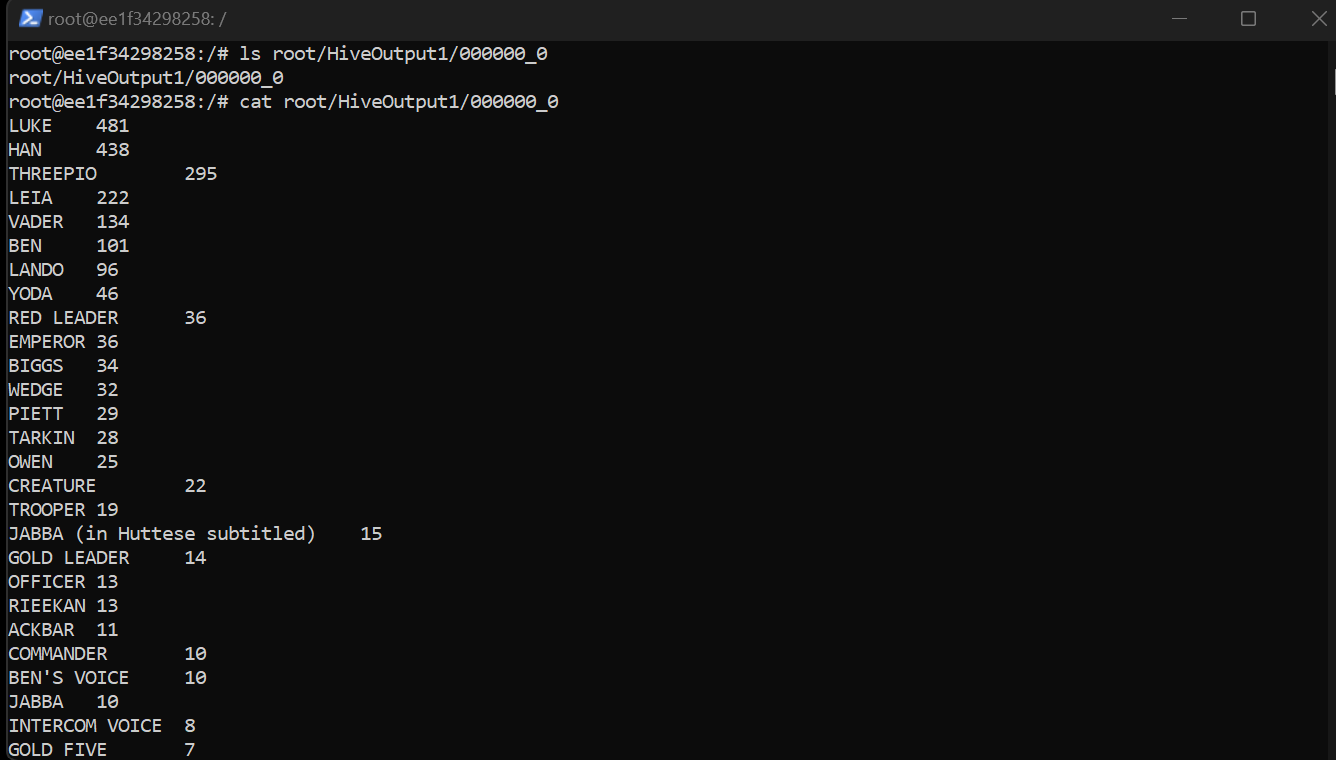 root@ee1f34298258: /
root@ee1f34298258:/# ls root/HiveOutput1/000000_0
root/HiveOutput1/000000_0
root@ee1f34298258:/# cat root/HiveOutput1/000000_0
LUKE    481
HAN     438
THREEPIO        295
LEIA    222
VADER   134
BEN     101
LANDO   96
YODA    46
RED LEADER      36
EMPEROR 36
BIGGS   34
WEDGE   32
PIETT   29
TARKIN  28
OWEN    25
CREATURE        22
TROOPER 19
JABBA (in Huttese subtitled)    15
GOLD LEADER     14
OFFICER 13
RIEEKAN 13
ACKBAR  11
COMMANDER       10
BEN'S VOICE     10
JABBA   10
INTERCOM VOICE  8
GOLD FIVE       7